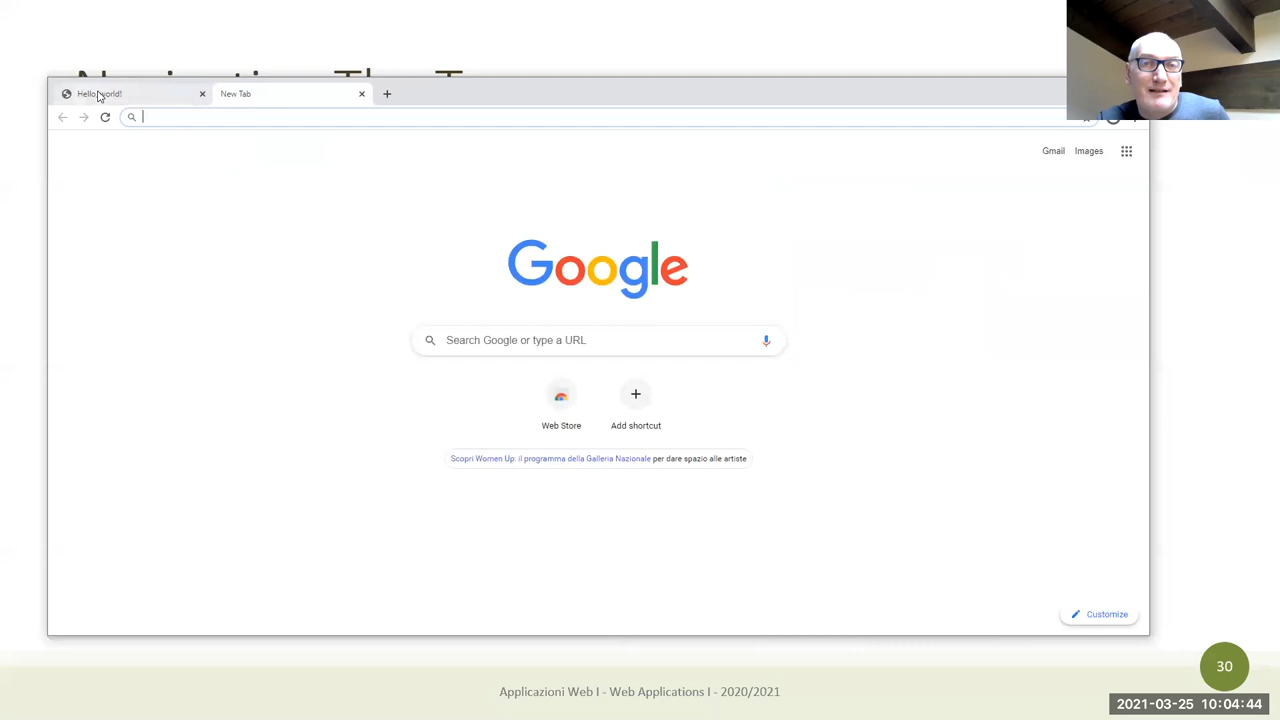 Hello world!
New Tab
Gmail Images
Google
Search Google or type a URL
Web Store
Add shortcut
Scopri Women Up: il programma della Galleria Nazionale per dare spazio alle artiste
Customize
30
Applicazioni Web I - Web Applications I - 2020/2021
2021-03-25 10:04:44